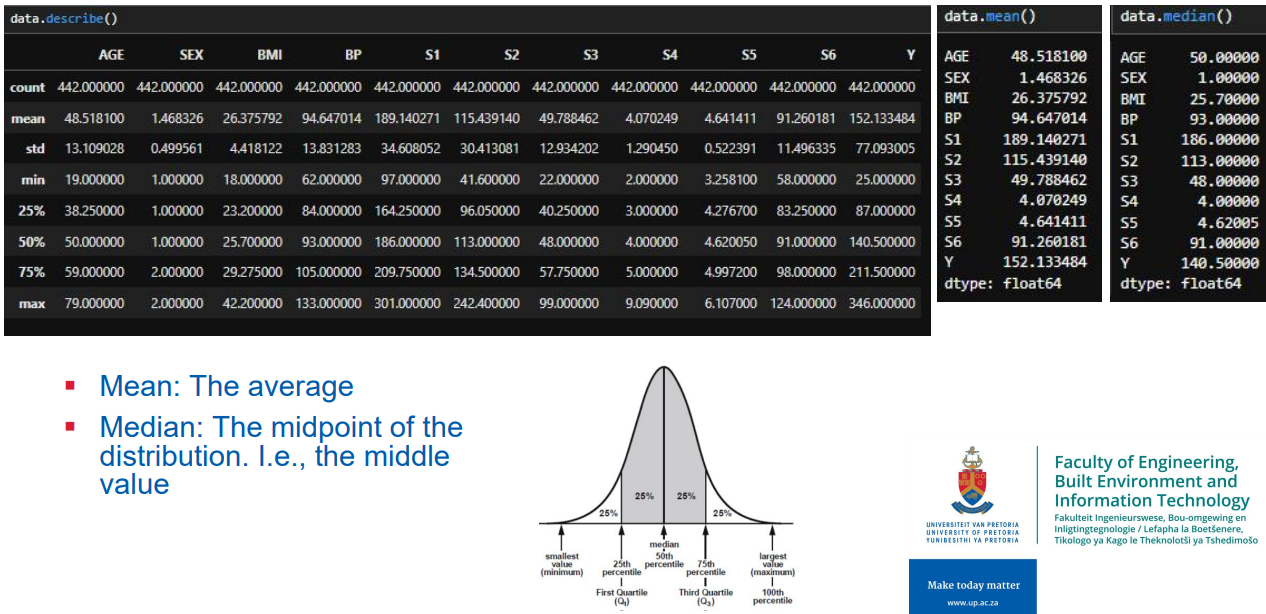 data.describe()
AGE SEX BMI BP S1 S2 S3 S4 S5 S6 Y
count 442.000000 442.000000 442.000000 442.000000 442.000000 442.000000 442.000000 442.000000 442.000000 442.000000 442.000000
mean 48.518100 1.468326 26.375792 94.647014 189.140271 115.439140 49.788462 4.070249 4.641411 91.260181 152.133484
std 13.109028 0.499561 4.418122 13.831283 34.608052 30.413081 12.934202 1.290450 0.522391 11.496335 77.093005
min 19.000000 1.000000 18.000000 62.000000 97.000000 41.600000 22.000000 2.000000 3.258100 58.000000 25.000000
25% 38.250000 1.000000 23.200000 84.000000 164.250000 96.050000 40.250000 3.000000 4.276700 83.250000 87.000000
50% 50.000000 1.000000 25.700000 93.000000 186.000000 113.000000 48.000000 4.000000 4.620050 91.000000 140.500000
75% 59.000000 2.000000 29.275000 105.000000 209.750000 134.500000 57.750000 5.000000 4.997200 98.000000 211.500000
max 79.000000 2.000000 42.200000 133.000000 301.000000 242.400000 99.000000 9.090000 6.107000 124.000000 346.000000
data.mean()
AGE 48.518100
SEX 1.468326
BMI 26.375792
BP 94.647014
S1 189.140271
S2 115.439140
S3 49.788462
S4 4.070249
S5 4.641411
S6 91.260181
Y 152.133484
dtype: float64
data.median()
AGE 50.00000
SEX 1.00000
BMI 25.70000
BP 93.00000
S1 186.00000
S2 113.00000
S3 48.00000
S4 4.00000
S5 4.62005
S6 91.00000
Y 140.50000
dtype: float64
▪ Mean: The average
▪ Median: The midpoint of the
distribution. I.e., the middle
value
25% 25% 25% 25%
smallest
value
(minimum)
25th
percentile
First Quartile
(Q1)
median
50th
percentile
75th
percentile
Third Quartile
(Q3)
largest
value
(maximum)
100th
percentile
UNIVERSITEIT VAN PRETORIA
UNIVERSITY OF PRETORIA
YUNIBESITHI YA PRETORIA
Faculty of Engineering,
Built Environment and
Information Technology
Fakulteit Ingenieurswese, Bou-omgewing en
Inligtingtegnologie / Lefapha la Boetšenere,
Tikologo ya Kago le Theknolotši ya Tshedimošo
Make today matter
www.up.ac.za